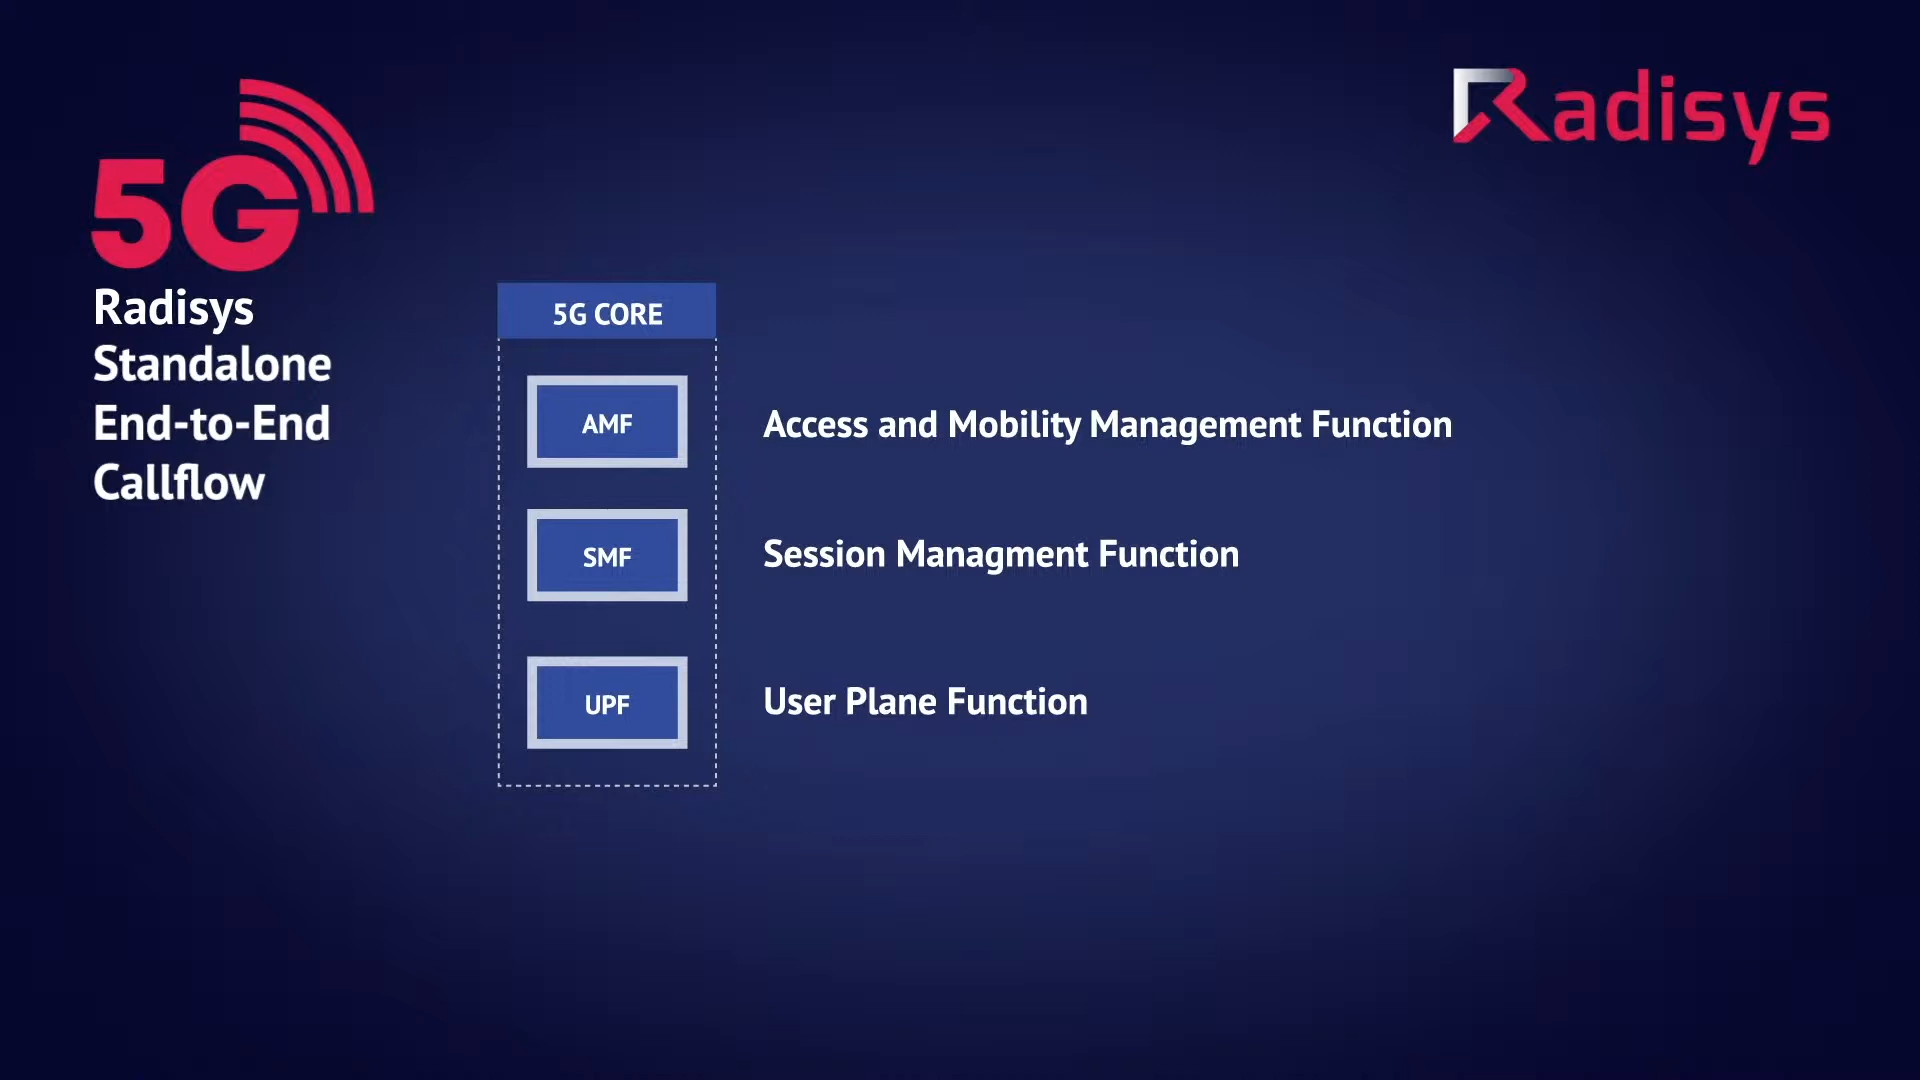 5G
Radisys
Radisys
Standalone
End-to-End
Callflow
5G CORE
AMF
Access and Mobility Management Function
SMF
Session Managment Function
UPF
User Plane Function